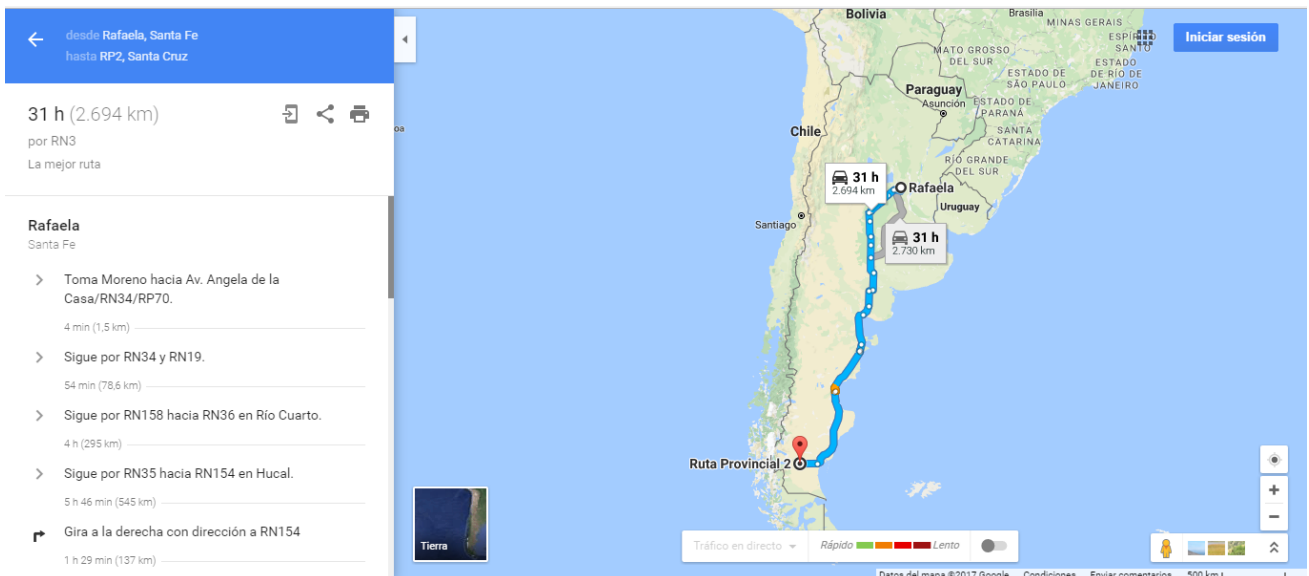 desde Rafaela, Santa Fe
hasta RP2, Santa Cruz
31 h (2.694 km)
por RN3
La mejor ruta
Rafaela
Santa Fe
Toma Moreno hacia Av. Angela de la
Casa/RN34/RP70.
4 min (1,5 km)
Sigue por RN34 y RN19.
54 min (78,6 km)
Sigue por RN158 hacia RN36 en Río Cuarto.
4 h (295 km)
Sigue por RN35 hacia RN154 en Hucal.
5 h 46 min (545 km)
Gira a la derecha con dirección a RN154
1 h 29 min (137 km)
Bolivia
Brasilia
MINAS GERAIS
ESPÍRITO
SANTO
Iniciar sesión
MATO GROSSO
DEL SUR
ESTADO DE
SÃO PAULO
ESTADO
DE RÍO DE
JANEIRO
Paraguay
Asunción
ESTADO DE
PARANÁ
oa
Chile
SANTA
CATARINA
RÍO GRANDE
DEL SUR
31 h
2.694 km
Rafaela
Uruguay
Santiago
31 h
2.730 km
Ruta Provincial 2
Tierra
Tráfico en directo
Rápido
Lento
Datos del mapa ©2017 Google
Condiciones
Enviar comentarios
500 km